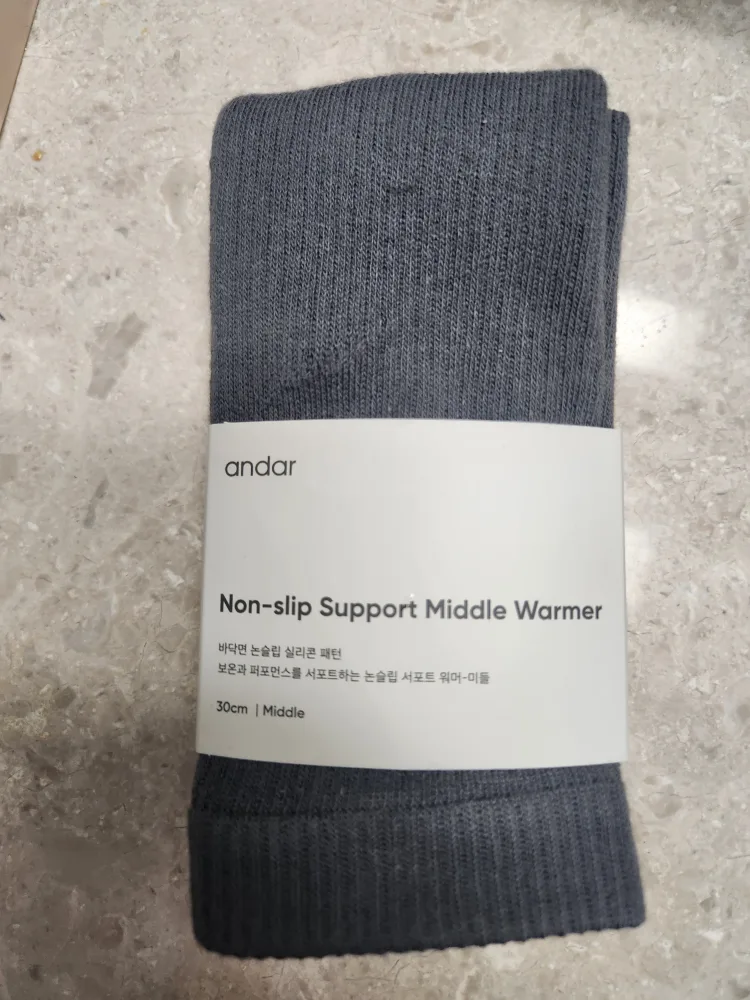 andar
Non-slip Support Middle Warmer
바닥면 논슬립 실리콘 패턴
보온과 퍼포먼스를 서포트하는 논슬립 서포트 워머-미들
30cm | Middle